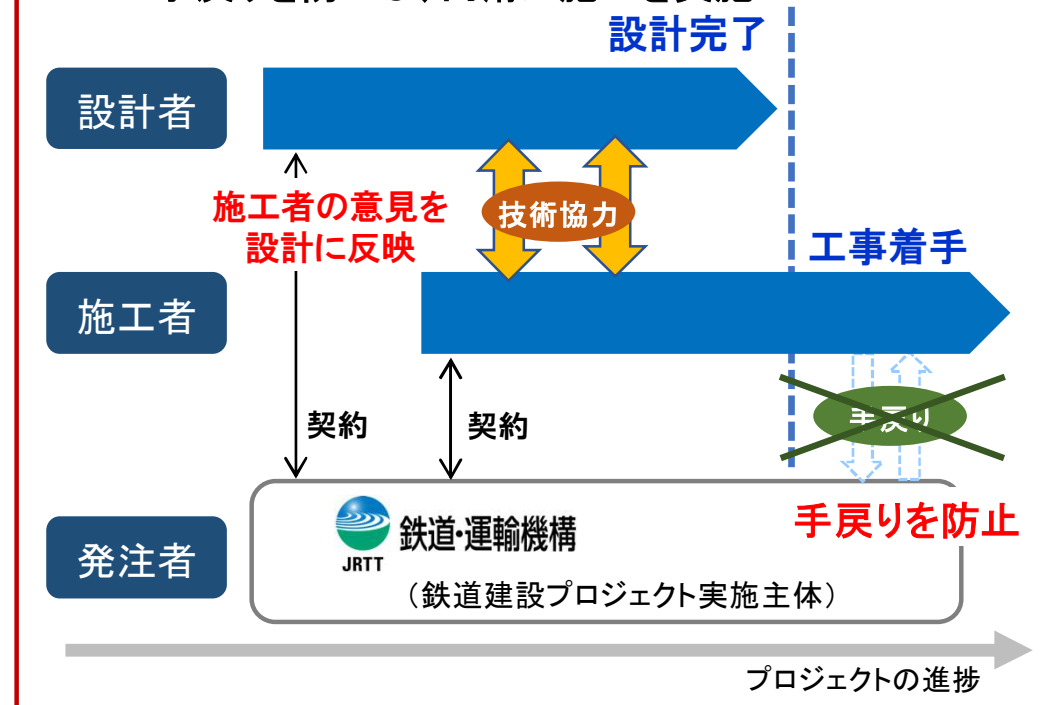 設計完了
設計者
施工者の意見を
設計に反映
技術協力
工事着手
施工者
契約
契約
手戻り
手戻りを防止
発注者
JRTT
鉄道・運輸機構
（鉄道建設プロジェクト実施主体）
プロジェクトの進捗